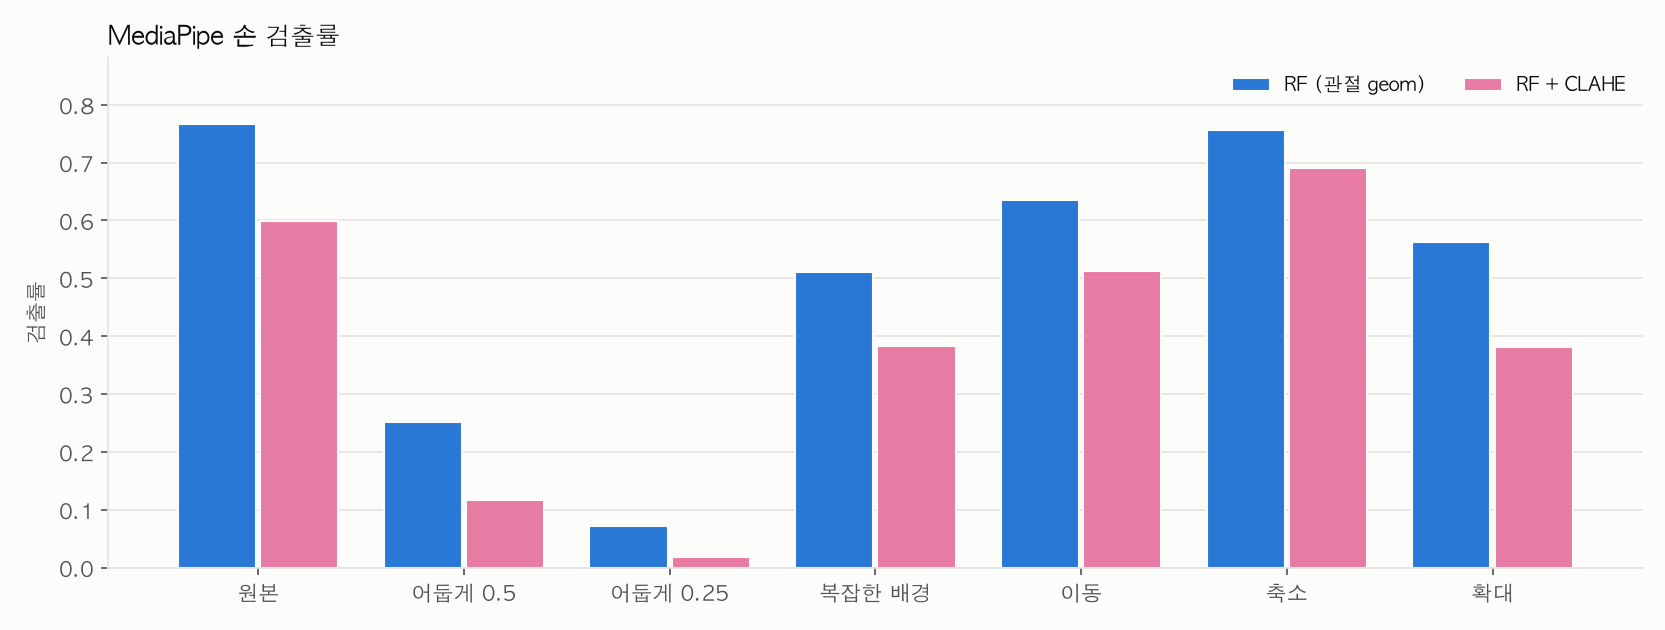 MediaPipe 손 검출률
RF (관절 geom)
RF + CLAHE
검출률
0.8
0.7
0.6
0.5
0.4
0.3
0.2
0.1
0.0
원본
어둡게 0.5
어둡게 0.25
복잡한 배경
이동
축소
확대